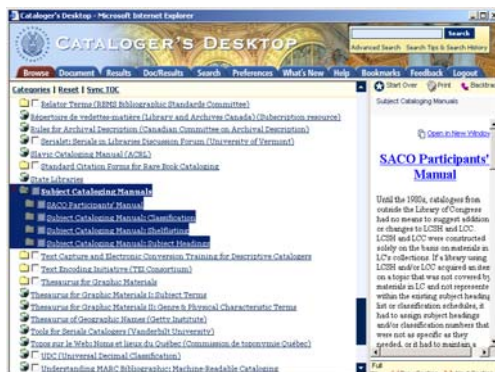 Cataloger's Desktop - Microsoft Internet Explorer
CATALOGER'S DESKTOP
Search
Advanced Search Search Tips & Search History
Browse Document Results Doc/Results Search Preferences What's New Help Bookmarks Feedback Logout
Categories | Reset | Sync TOC
Relator Terms (RBMS Bibliographic Standards Committee)
Répertoire de vedettes-matière (Library and Archives Canada) (Subscription resource)
Rules for Archival Description (Canadian Committee on Archival Description)
Serialst: Serials in Libraries Discussion Forum (University of Vermont)
Slavic Cataloging Manual (ACRL)
Standard Citation Forms for Rare Book Cataloging
State Libraries
Subject Cataloging Manuals
SACO Participants' Manual
Subject Cataloging Manual: Classification
Subject Cataloging Manual: Shelflisting
Subject Cataloging Manual: Subject Headings
Text Capture and Electronic Conversion Training for Descriptive Catalogers
Text Encoding Initiative (TEI Consortium)
Thesaurus for Graphic Materials
Thesaurus for Graphic Materials I: Subject Terms
Thesaurus for Graphic Materials II: Genre & Physical Characteristic Terms
Thesaurus of Geographic Names (Getty Institute)
Tools for Serials Catalogers (Vanderbilt University)
Topos sur le Web: Noms et lieux du Québec (Commission de toponymie Québec)
UDC (Universal Decimal Classification)
Understanding MARC Bibliographic: Machine-Readable Cataloging
Start Over Print Backtrac
Subject Cataloging Manuals
Open in New Window
SACO Participants'
Manual
Until the 1980s, catalogers from
outside the Library of Congress
had no means to suggest addition
or changes to LCSH and LCC.
LCSH and LCC were constructed
solely on the basis on materials in
LC's collections. If a library using
LCSH and/or LCC acquired an item
on a topic that was not covered by
materials in LC and not represente
within the existing subject headin
list or classification schedules, it
had to assign subject headings
and/or classification numbers that
were not as specific as they
needed, or it had to maintain a
Full